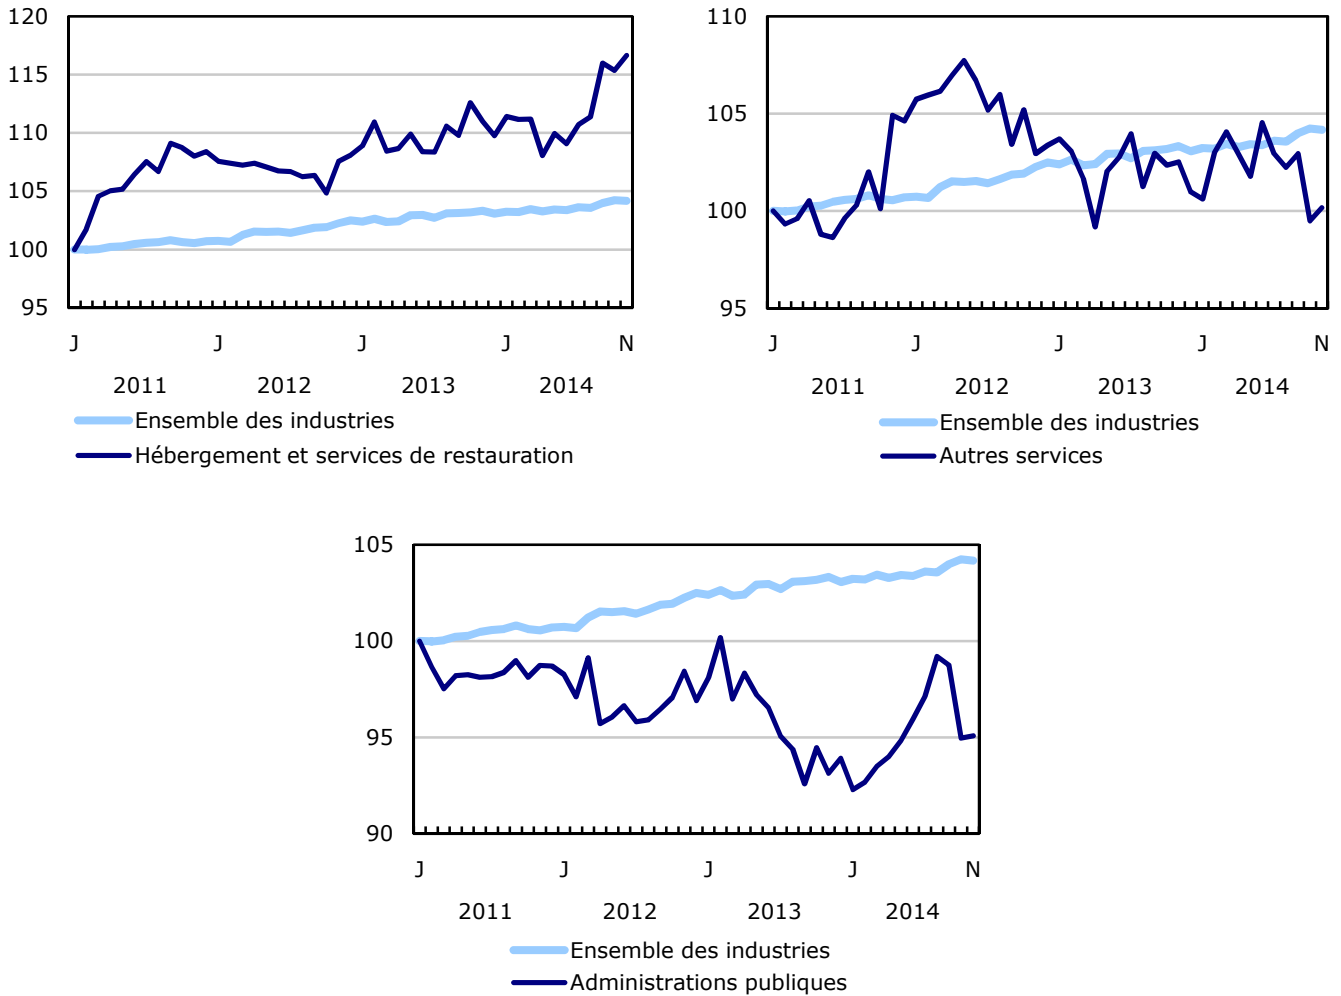 120
115
110
105
100
95
J J J J N
2011 2012 2013 2014
Ensemble des industries
Hébergement et services de restauration
110
105
100
95
J J J J N
2011 2012 2013 2014
Ensemble des industries
Autres services
105
100
95
90
J J J J N
2011 2012 2013 2014
Ensemble des industries
Administrations publiques